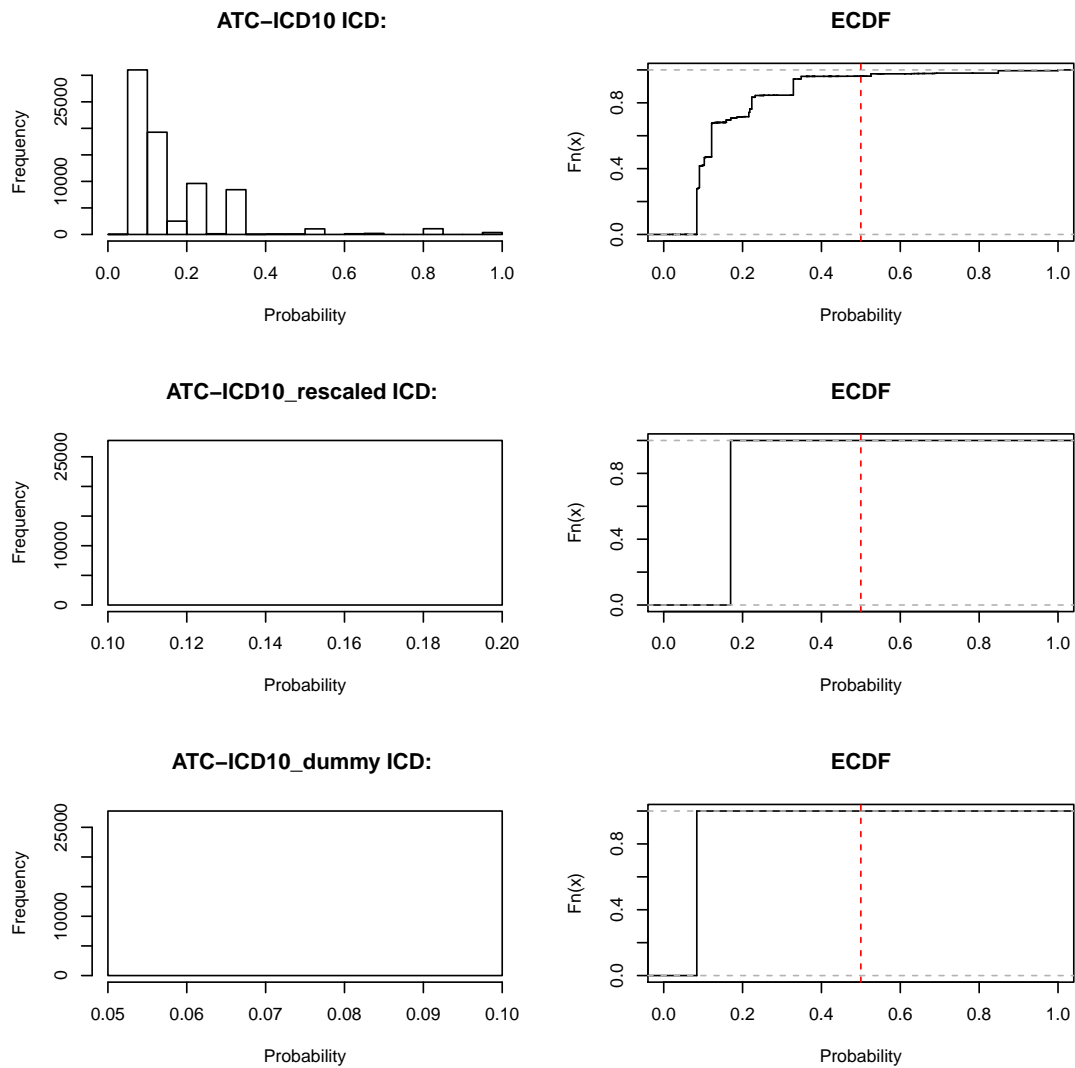 ATC−ICD10 ICD:
Frequency
0
10000
25000
0.0 0.2 0.4 0.6 0.8 1.0
Probability
ECDF
Fn(x)
0.0
0.4
0.8
0.0 0.2 0.4 0.6 0.8 1.0
Probability
ATC−ICD10_rescaled ICD:
Frequency
0
10000
25000
0.10 0.12 0.14 0.16 0.18 0.20
Probability
ECDF
Fn(x)
0.0
0.4
0.8
0.0 0.2 0.4 0.6 0.8 1.0
Probability
ATC−ICD10_dummy ICD:
Frequency
0
10000
25000
0.05 0.06 0.07 0.08 0.09 0.10
Probability
ECDF
Fn(x)
0.0
0.4
0.8
0.0 0.2 0.4 0.6 0.8 1.0
Probability